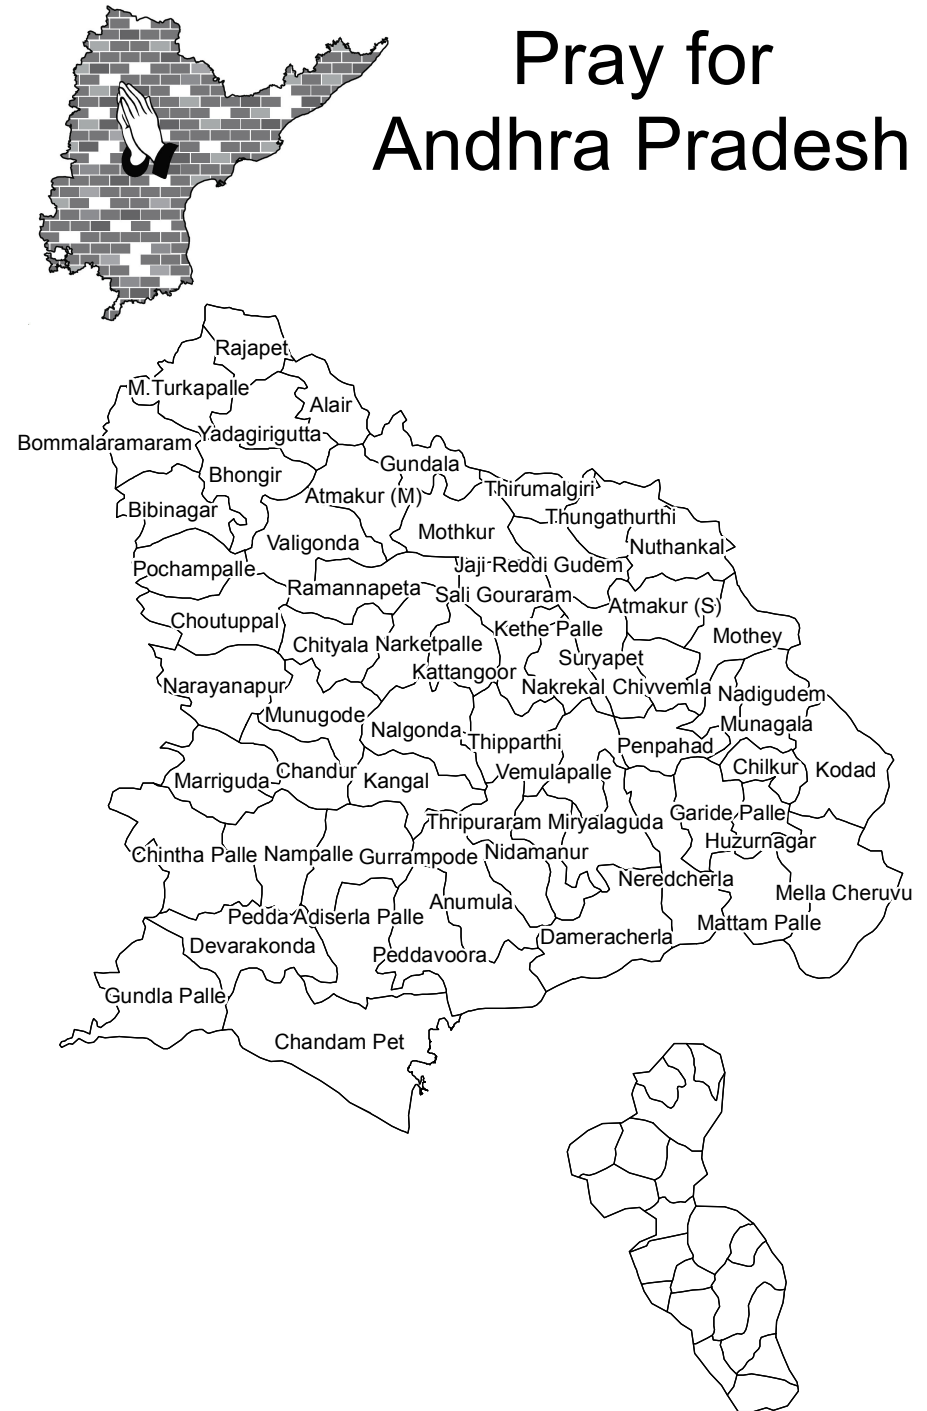 Pray for
Andhra Pradesh
Rajapet
M.Turkapalle
Alair
Bommalaramaram
Yadagirigutta
Bhongir
Gundala
Atmakur (M)
Thirumalgiri
Bibinagar
Thungathurthi
Mothkur
Valigonda
Nuthankal
Pochampalle
Jaji Reddi Gudem
Ramannapeta
Sali Gouraram
Atmakur (S)
Choutuppal
Kethe Palle
Mothey
Chityala
Narketpalle
Suryapet
Kattangoor
Narayanapur
Nakrekal
Chivvemla
Nadigudem
Munugode
Munagala
Nalgonda
Thipparthi
Penpahad
Marriguda
Chandur
Kangal
Vemulapalle
Chilkur
Kodad
Garide Palle
Thripuraram
Miryalaguda
Huzurnagar
Chintha Palle
Nampalle
Gurrampode
Nidamanur
Neredcherla
Mella Cheruvu
Anumula
Pedda Adiserla Palle
Mattam Palle
Devarakonda
Dameracherla
Peddavoora
Gundla Palle
Chandam Pet